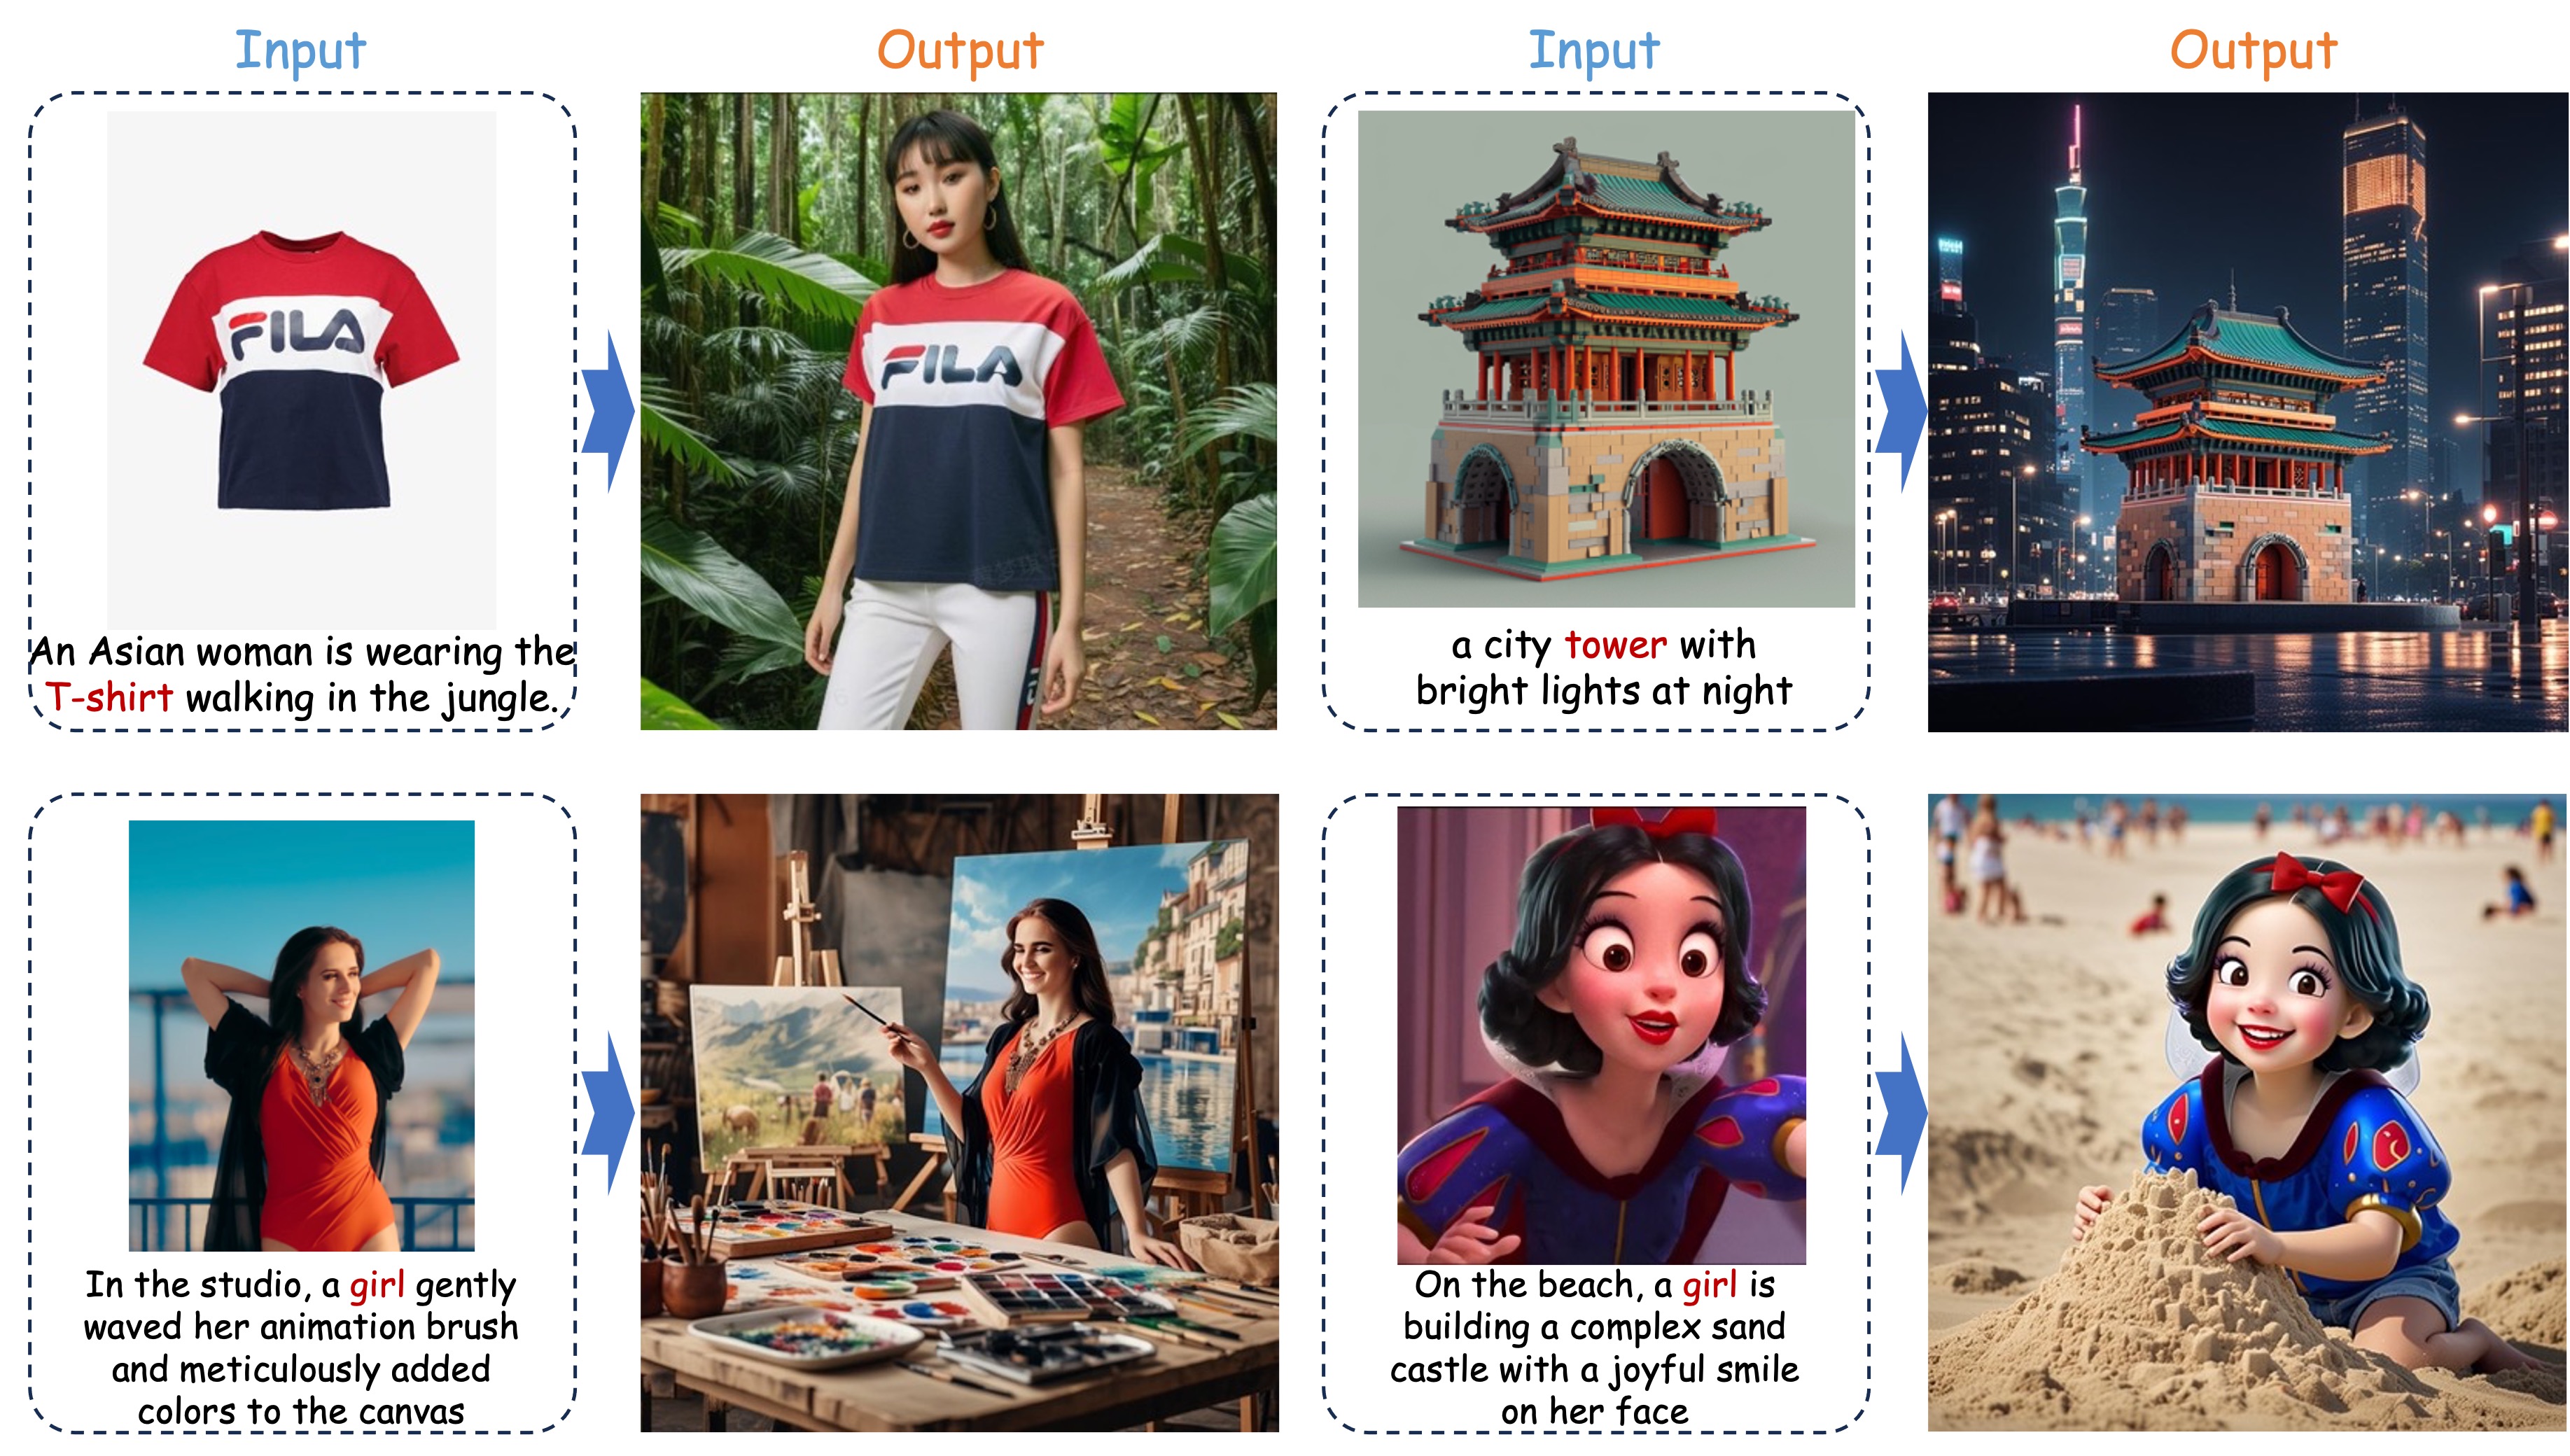 Input
Output
Input
Output
FILA
An Asian woman is wearing the
T-shirt walking in the jungle.
FILA
a city tower with
bright lights at night
In the studio, a girl gently
waved her animation brush
and meticulously added
colors to the canvas
On the beach, a girl is
building a complex sand
castle with a joyful smile
on her face